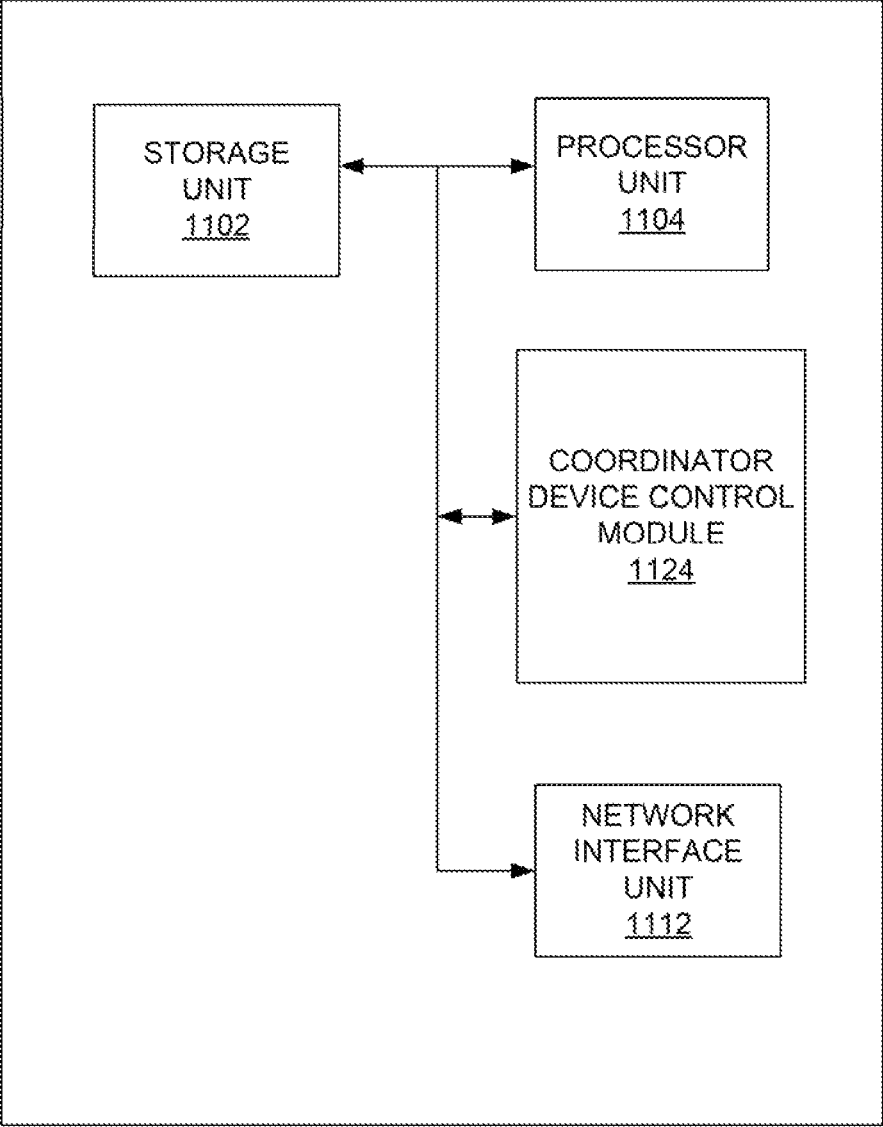 STORAGE
UNIT
1102
PROCESSOR
UNIT
1104
COORDINATOR
DEVICE CONTROL
MODULE
1124
NETWORK
INTERFACE
UNIT
1112